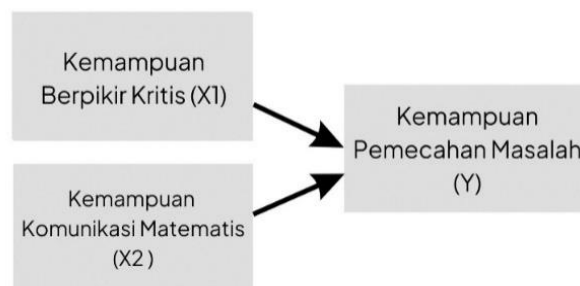 Kemampuan
Berpikir Kritis (X1)
Kemampuan
Komunikasi Matematis
(X2 )
Kemampuan
Pemecahan Masalah
(Y)